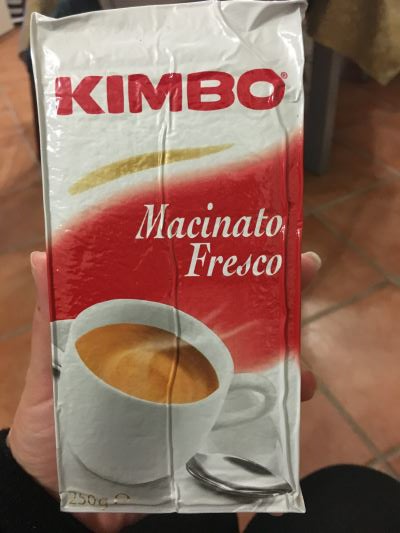 KIMBO®
Macinato
Fresco
250g ℮